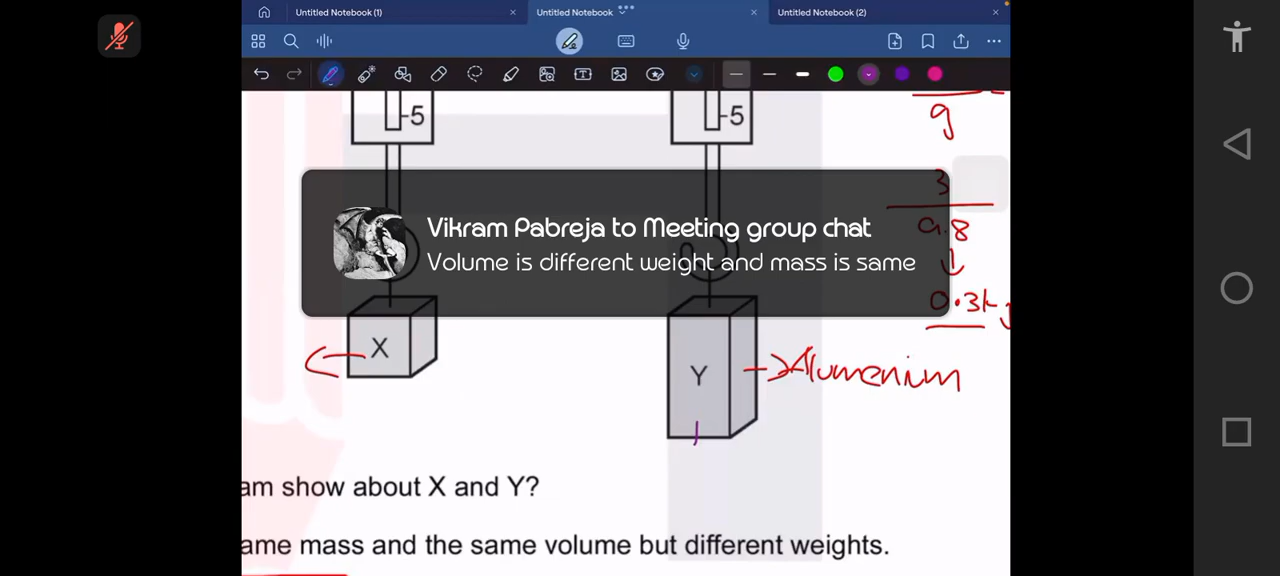 Untitled Notebook (1)
Untitled Notebook
Untitled Notebook (2)
-5
-5
g
3
9.8
0.3k
Vikram Pabreja to Meeting group chat
Volume is different weight and mass is same
X
Y
Alumenium
am show about X and Y?
ame mass and the same volume but different weights.